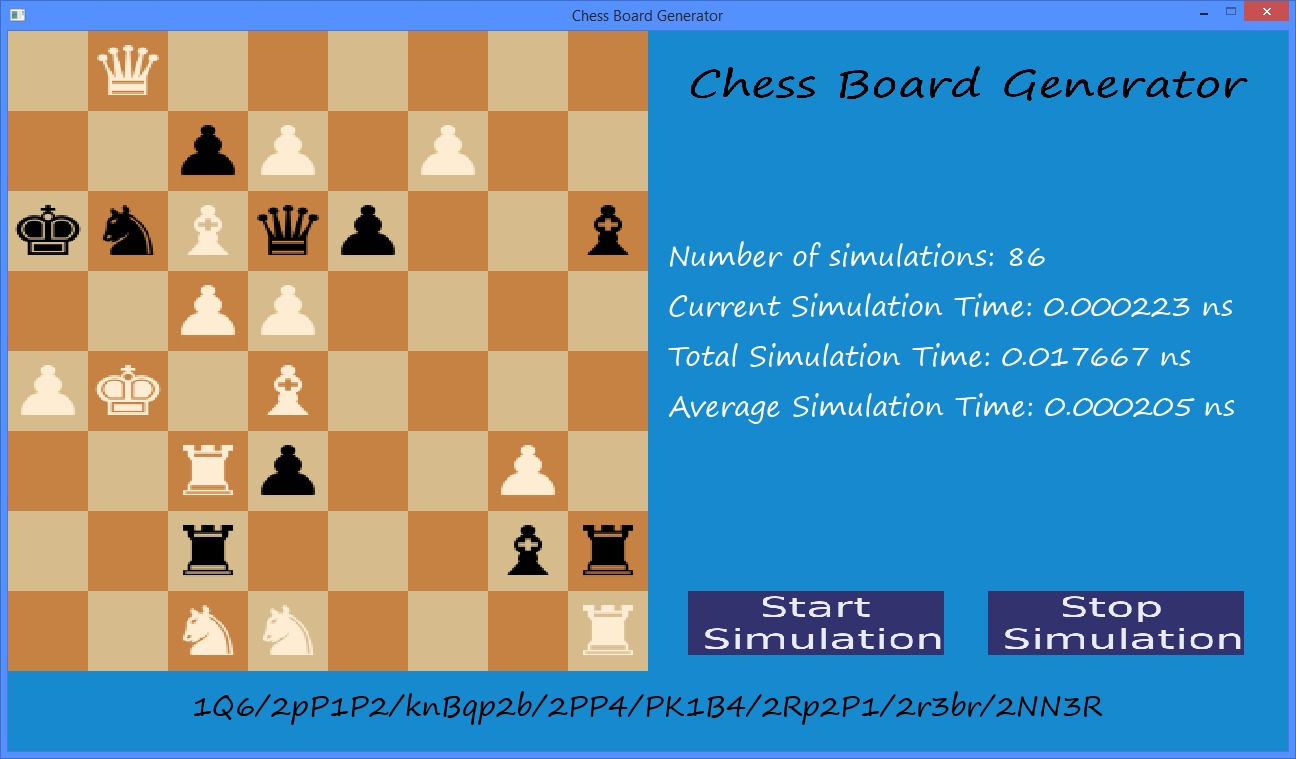 Chess Board Generator
Chess Board Generator
Number of simulations: 86
Current Simulation Time: 0.000223 ns
Total Simulation Time: 0.017667 ns
Average Simulation Time: 0.000205 ns
Start
Simulation
Stop
Simulation
1Q6/2pP1P2/knBqp2b/2PP4/PK1B4/2Rp2P1/2r3br/2NN3R